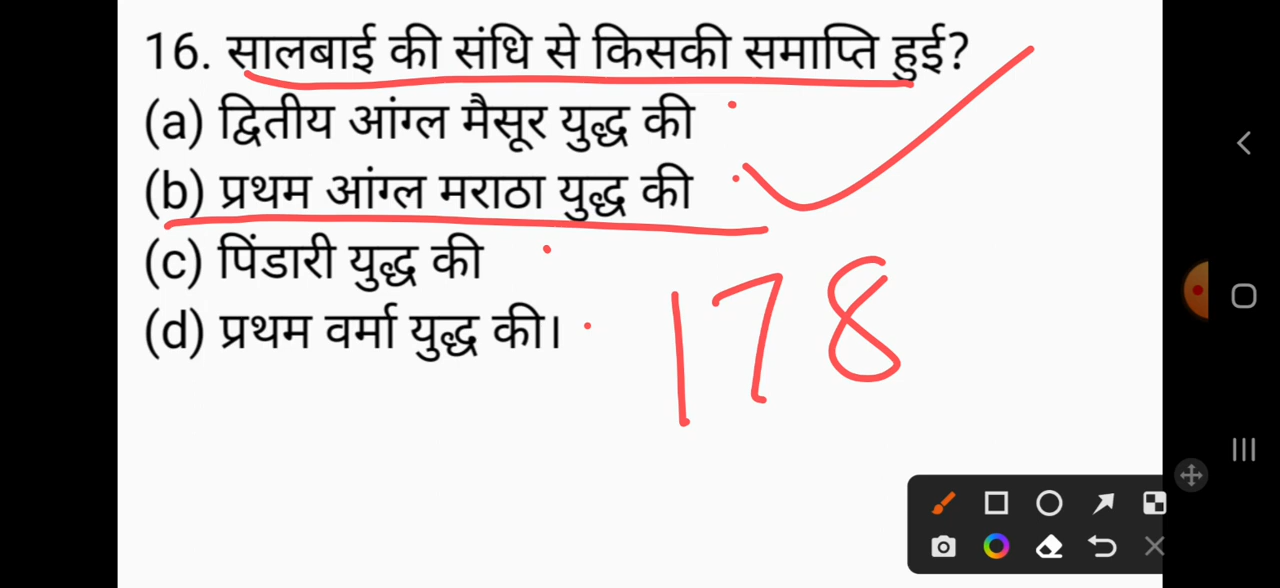 16. सालबाई की संधि से किसकी समाप्ति हुई?
(a) द्वितीय आंग्ल मैसूर युद्ध की
(b) प्रथम आंग्ल मराठा युद्ध की
(c) पिंडारी युद्ध की
(d) प्रथम वर्मा युद्ध की।
178